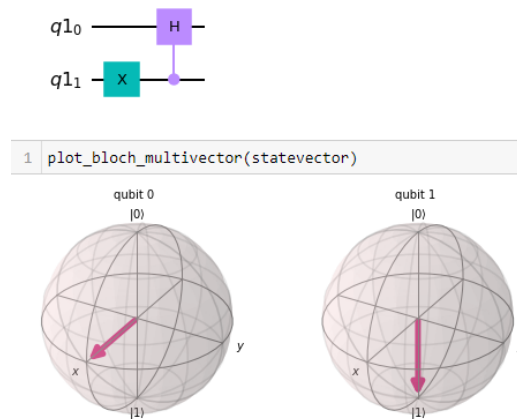 q1₀ H
q1₁ X
1 plot_bloch_multivector(statevector)
qubit 0 qubit 1
|0⟩ |0⟩
y
x x
|1⟩ |1⟩